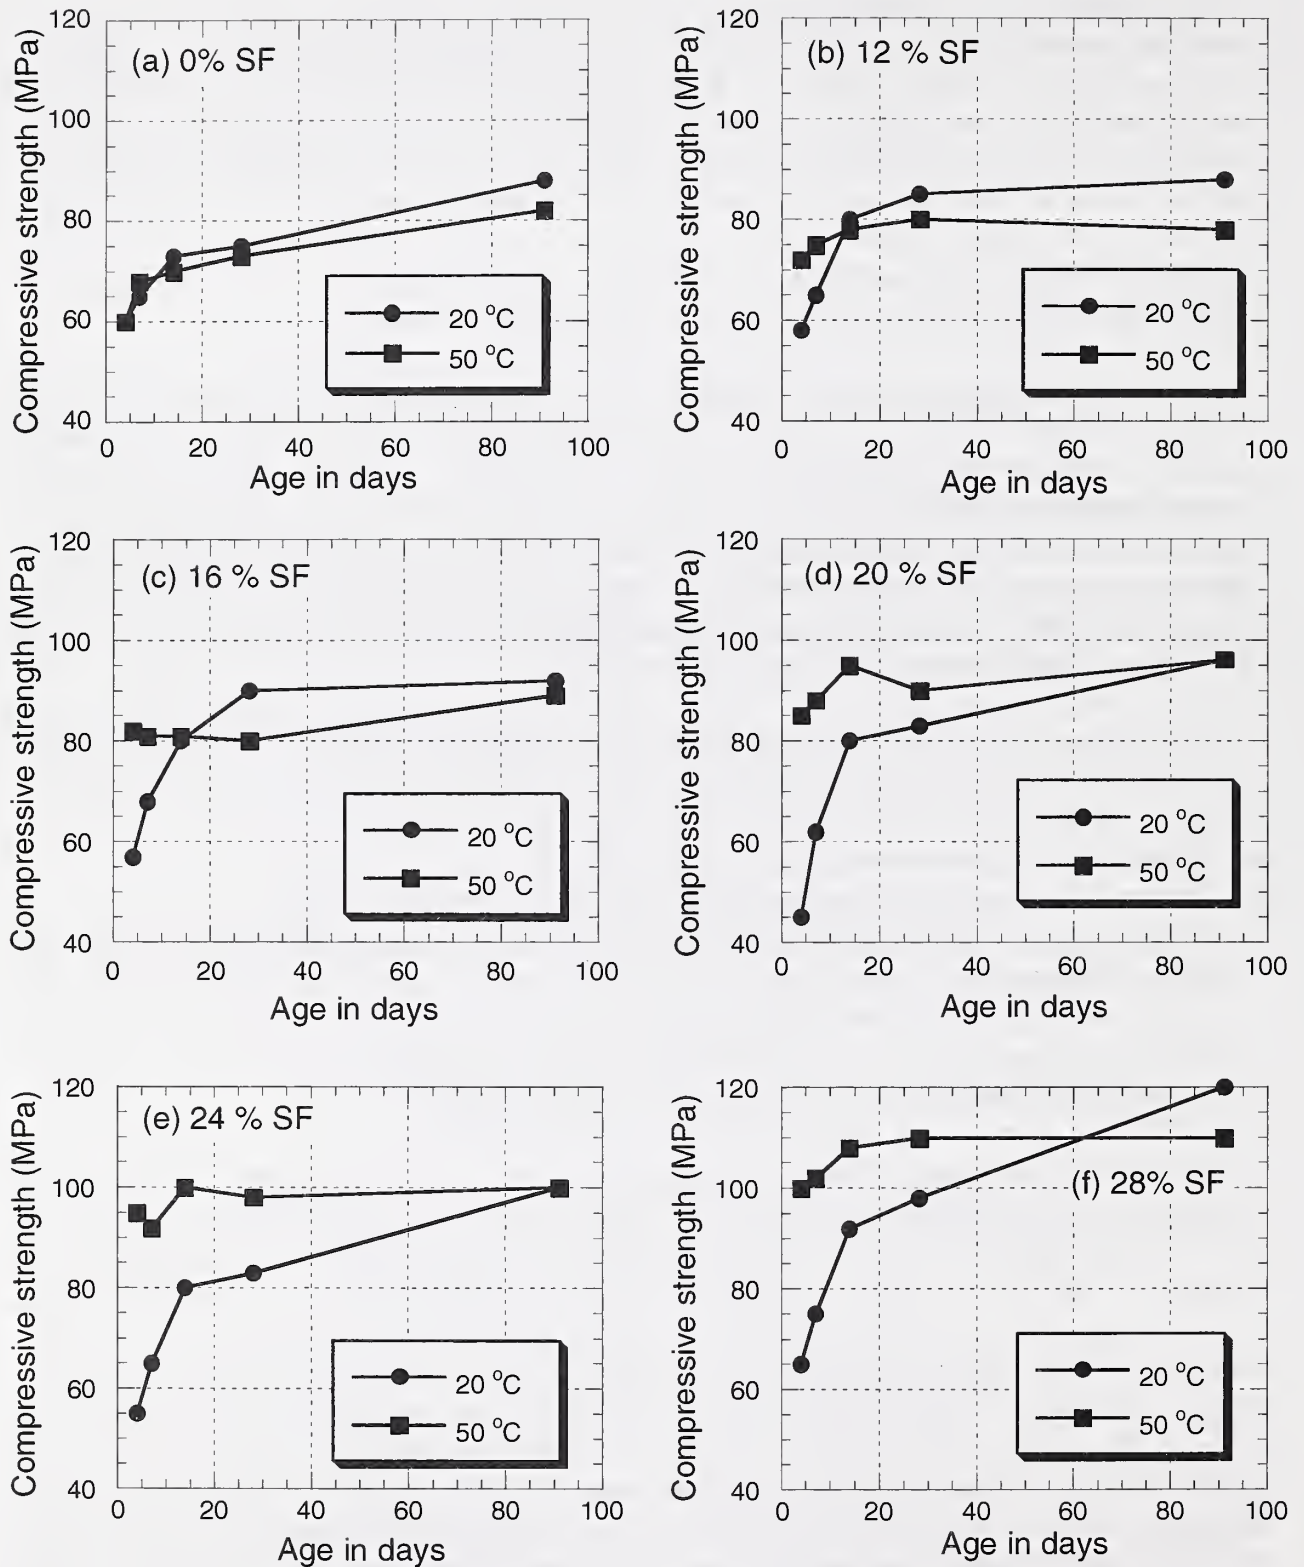 120
100
80
60
40
Compressive strength (MPa)
(a) 0% SF
20 °C
50 °C
0 20 40 60 80 100
Age in days
120
100
80
60
40
Compressive strength (MPa)
(b) 12 % SF
20 °C
50 °C
0 20 40 60 80 100
Age in days
120
100
80
60
40
Compressive strength (MPa)
(c) 16 % SF
20 °C
50 °C
0 20 40 60 80 100
Age in days
120
100
80
60
40
Compressive strength (MPa)
(d) 20 % SF
20 °C
50 °C
0 20 40 60 80 100
Age in days
120
100
80
60
40
Compressive strength (MPa)
(e) 24 % SF
20 °C
50 °C
0 20 40 60 80 100
Age in days
120
100
80
60
40
Compressive strength (MPa)
(f) 28% SF
20 °C
50 °C
0 20 40 60 80 100
Age in days